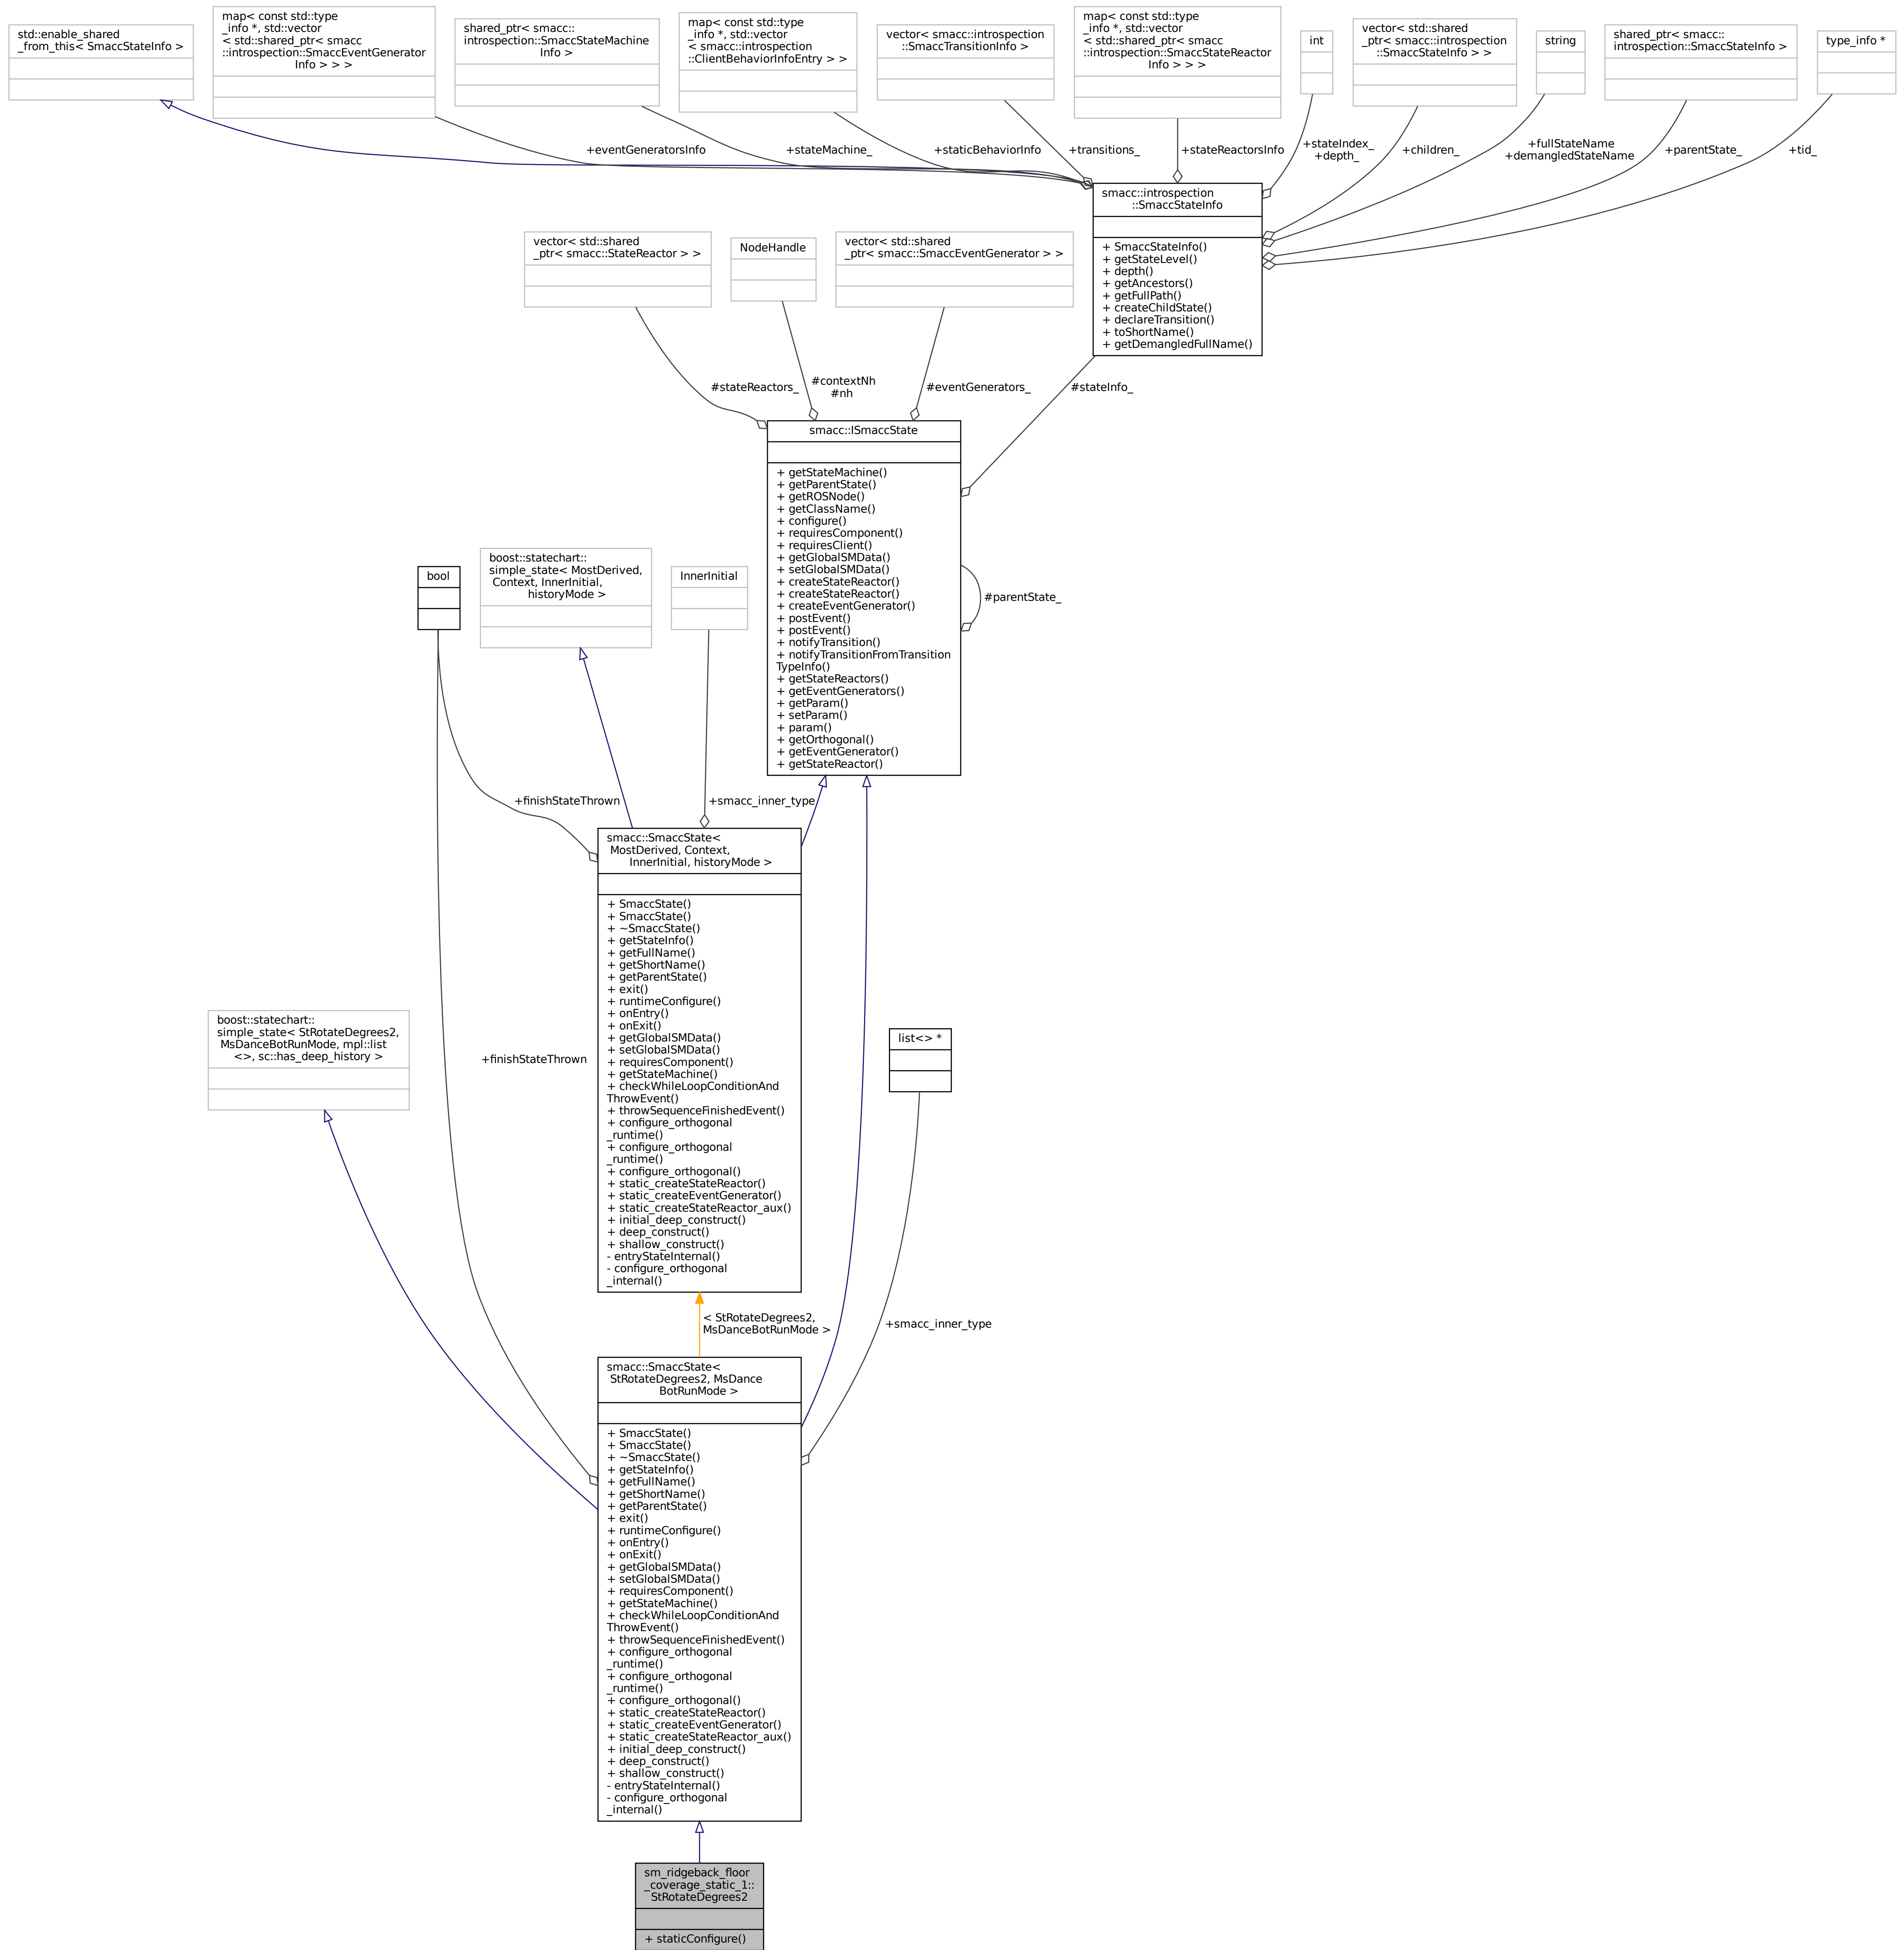 std::enable_shared
_from_this< SmaccStateInfo >
map< const std::type
_info *, std::vector
< std::shared_ptr< smacc
::introspection::SmaccEventGenerator
Info > > >
shared_ptr< smacc::
introspection::SmaccStateMachine
Info >
map< const std::type
_info *, std::vector
< smacc::introspection
::ClientBehaviorInfoEntry > >
vector< smacc::introspection
::SmaccTransitionInfo >
map< const std::type
_info *, std::vector
< std::shared_ptr< smacc
::introspection::SmaccStateReactor
Info > > >
int
vector< std::shared
_ptr< smacc::introspection
::SmaccStateInfo > >
string
shared_ptr< smacc::
introspection::SmaccStateInfo >
type_info *
+eventGeneratorsInfo
+stateMachine_
+staticBehaviorInfo
+transitions_
+stateReactorsInfo
+stateIndex_
+depth_
+children_
+fullStateName
+demangledStateName
+parentState_
+tid_
smacc::introspection
::SmaccStateInfo
+ SmaccStateInfo()
+ getStateLevel()
+ depth()
+ getAncestors()
+ getFullPath()
+ createChildState()
+ declareTransition()
+ toShortName()
+ getDemangledFullName()
vector< std::shared
_ptr< smacc::StateReactor > >
NodeHandle
vector< std::shared
_ptr< smacc::SmaccEventGenerator > >
#stateReactors_
#contextNh
#nh
#eventGenerators_
#stateInfo_
smacc::ISmaccState
+ getStateMachine()
+ getParentState()
+ getROSNode()
+ getClassName()
+ configure()
+ requiresComponent()
+ requiresClient()
+ getGlobalSMData()
+ setGlobalSMData()
+ createStateReactor()
+ createStateReactor()
+ createEventGenerator()
+ postEvent()
+ postEvent()
+ notifyTransition()
+ notifyTransitionFromTransition
TypeInfo()
+ getStateReactors()
+ getEventGenerators()
+ getParam()
+ setParam()
+ param()
+ getOrthogonal()
+ getEventGenerator()
+ getStateReactor()
#parentState_
bool
boost::statechart::
simple_state< MostDerived,
Context, InnerInitial,
historyMode >
InnerInitial
+finishStateThrown
+smacc_inner_type
smacc::SmaccState<
MostDerived, Context,
InnerInitial, historyMode >
+ SmaccState()
+ SmaccState()
+ ~SmaccState()
+ getStateInfo()
+ getFullName()
+ getShortName()
+ getParentState()
+ exit()
+ runtimeConfigure()
+ onEntry()
+ onExit()
+ getGlobalSMData()
+ setGlobalSMData()
+ requiresComponent()
+ getStateMachine()
+ checkWhileLoopConditionAnd
ThrowEvent()
+ throwSequenceFinishedEvent()
+ configure_orthogonal
_runtime()
+ configure_orthogonal
_runtime()
+ configure_orthogonal()
+ static_createStateReactor()
+ static_createEventGenerator()
+ static_createStateReactor_aux()
+ initial_deep_construct()
+ deep_construct()
+ shallow_construct()
- entryStateInternal()
- configure_orthogonal
_internal()
boost::statechart::
simple_state< StRotateDegrees2,
MsDanceBotRunMode, mpl::list
<>, sc::has_deep_history >
+finishStateThrown
list<> *
< StRotateDegrees2,
MsDanceBotRunMode >
+smacc_inner_type
smacc::SmaccState<
StRotateDegrees2, MsDance
BotRunMode >
+ SmaccState()
+ SmaccState()
+ ~SmaccState()
+ getStateInfo()
+ getFullName()
+ getShortName()
+ getParentState()
+ exit()
+ runtimeConfigure()
+ onEntry()
+ onExit()
+ getGlobalSMData()
+ setGlobalSMData()
+ requiresComponent()
+ getStateMachine()
+ checkWhileLoopConditionAnd
ThrowEvent()
+ throwSequenceFinishedEvent()
+ configure_orthogonal
_runtime()
+ configure_orthogonal
_runtime()
+ configure_orthogonal()
+ static_createStateReactor()
+ static_createEventGenerator()
+ static_createStateReactor_aux()
+ initial_deep_construct()
+ deep_construct()
+ shallow_construct()
- entryStateInternal()
- configure_orthogonal
_internal()
sm_ridgeback_floor
_coverage_static_1::
StRotateDegrees2
+ staticConfigure()